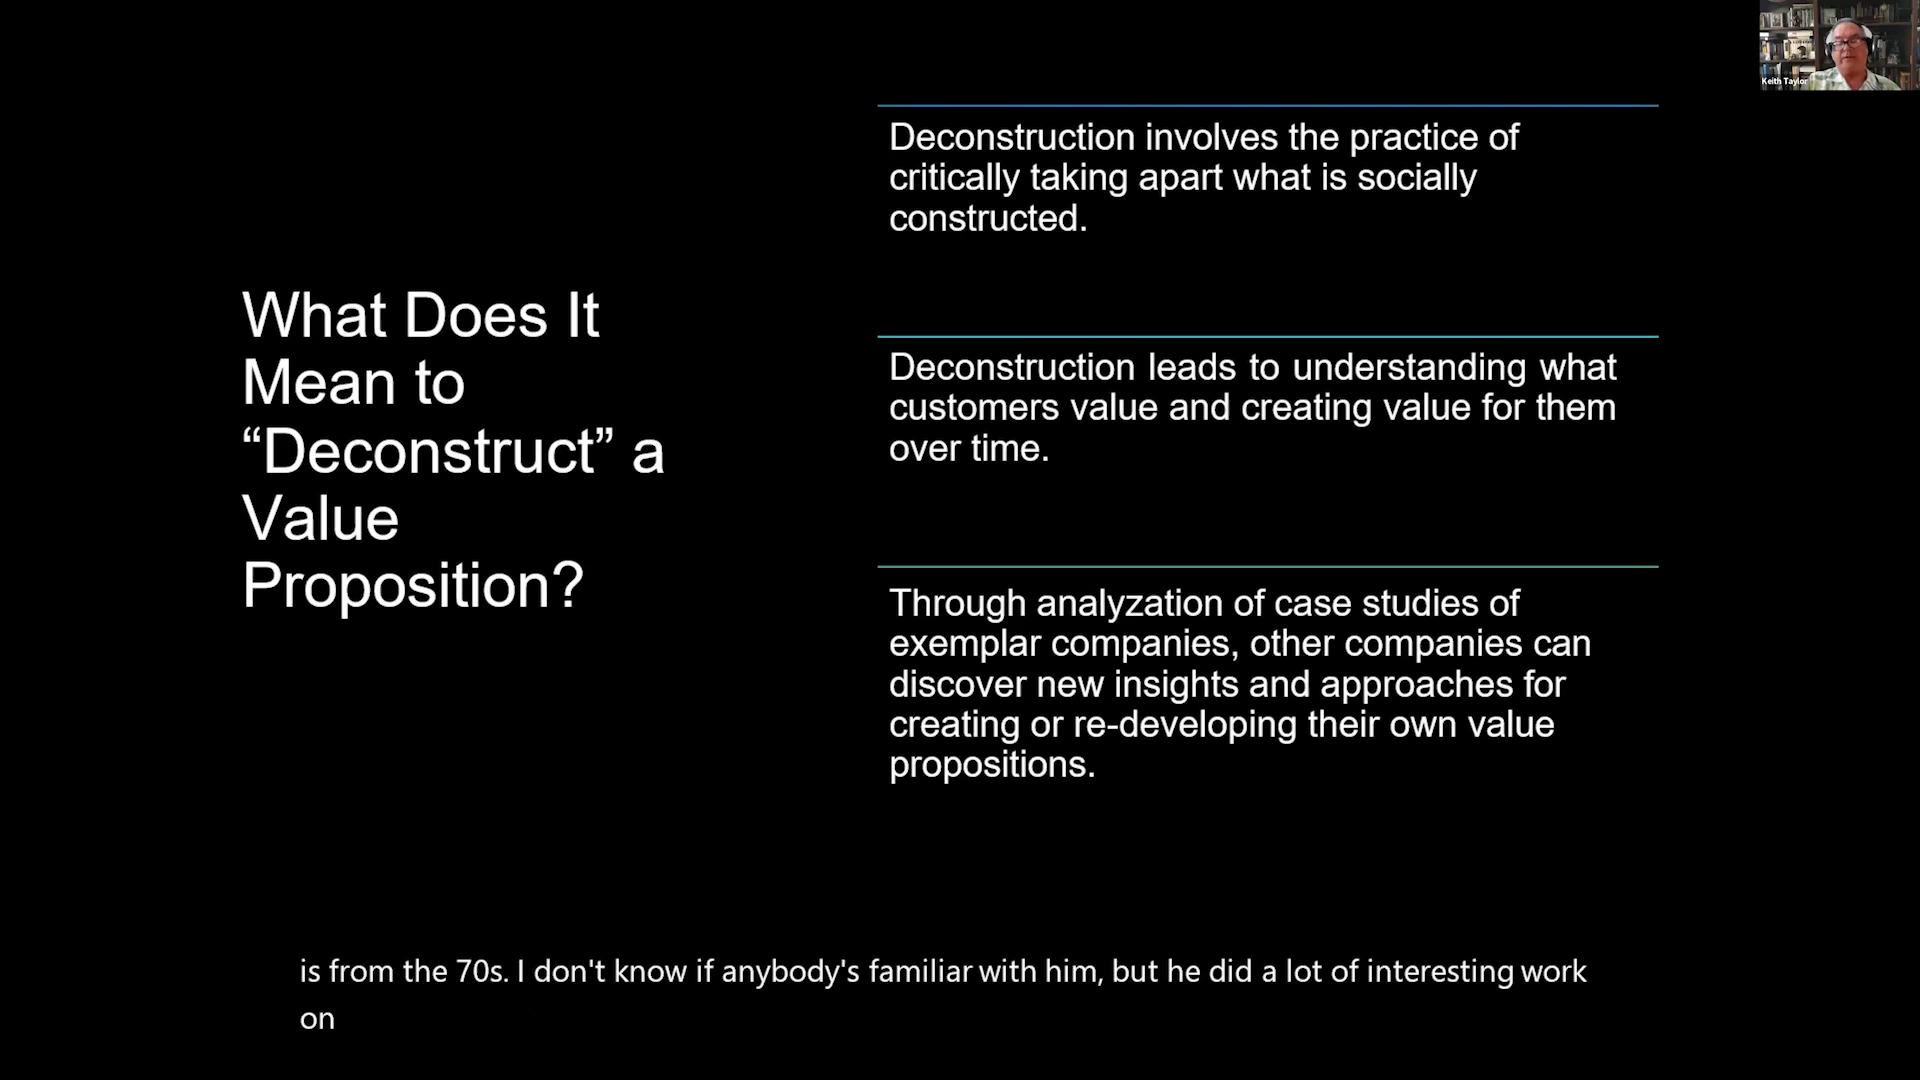 Keith Taylor
What Does It
Mean to
“Deconstruct” a
Value
Proposition?
Deconstruction involves the practice of
critically taking apart what is socially
constructed.
Deconstruction leads to understanding what
customers value and creating value for them
over time.
Through analyzation of case studies of
exemplar companies, other companies can
discover new insights and approaches for
creating or re-developing their own value
propositions.
is from the 70s. I don't know if anybody's familiar with him, but he did a lot of interesting work
on